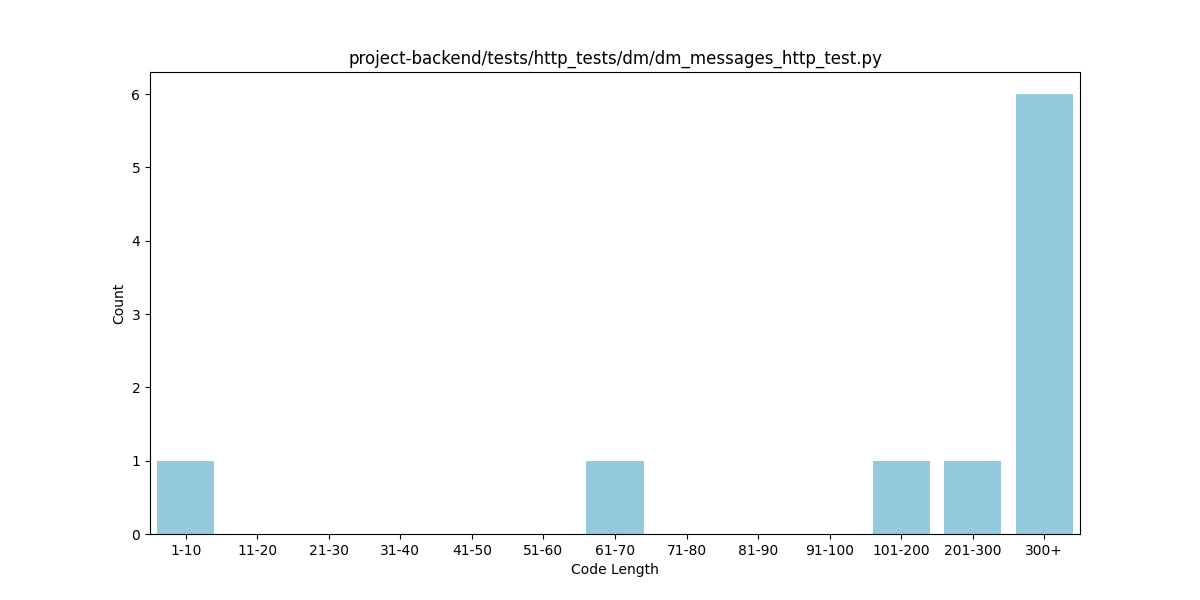 project-backend/tests/http_tests/dm/dm_messages_http_test.py
6
5
4
3
2
1
0
Count
1-10 11-20 21-30 31-40 41-50 51-60 61-70 71-80 81-90 91-100 101-200 201-300 300+
Code Length